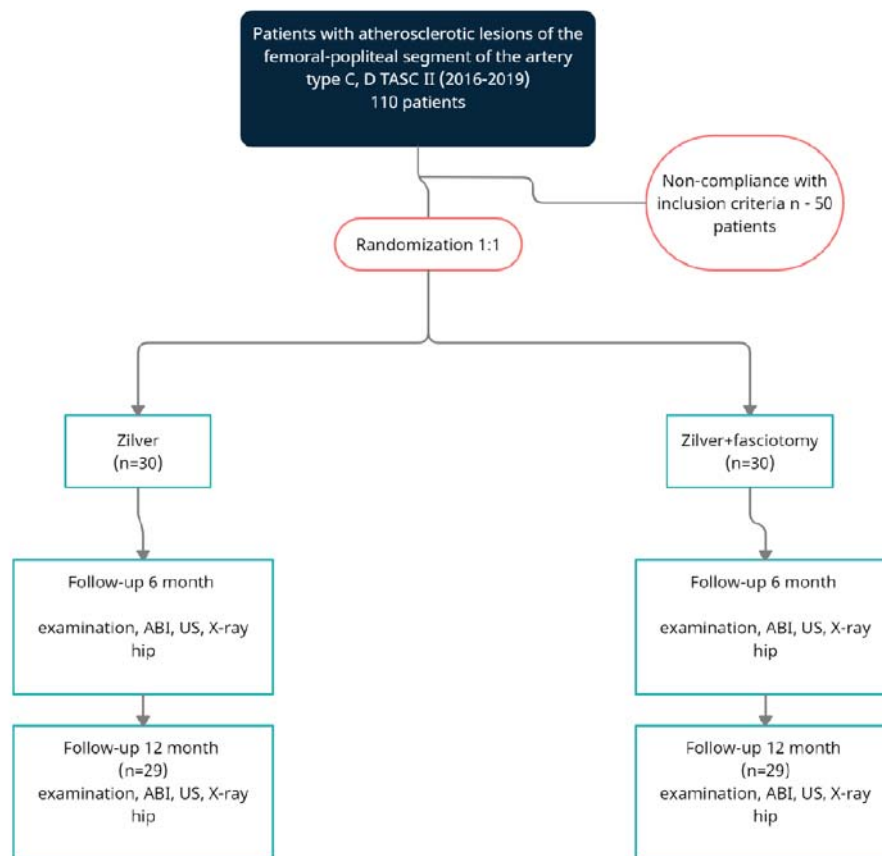 Patients with atherosclerotic lesions of the
femoral-popliteal segment of the artery
type C, D TASC II (2016-2019)
110 patients
Non-compliance with
inclusion criteria n - 50
patients
Randomization 1:1
Zilver
(n=30)
Zilver+fasciotomy
(n=30)
Follow-up 6 month
examination, ABI, US, X-ray
hip
Follow-up 6 month
examination, ABI, US, X-ray
hip
Follow-up 12 month
(n=29)
examination, ABI, US, X-ray
hip
Follow-up 12 month
(n=29)
examination, ABI, US, X-ray
hip